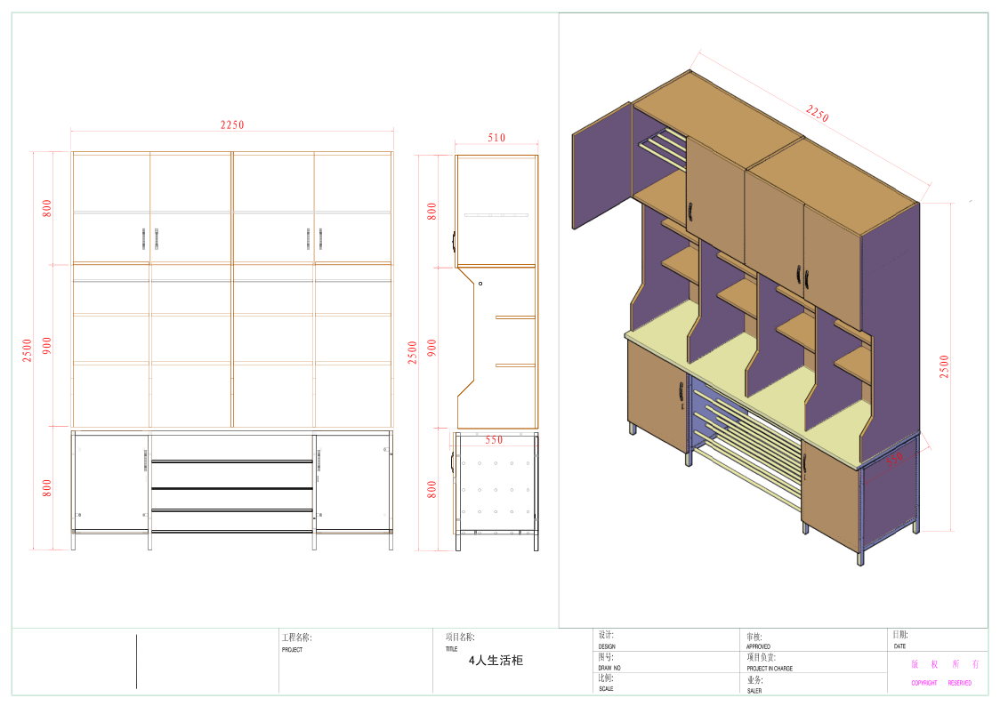 2250
510
2250
800
800
2500
900
2500
900
2500
550
550
800
800
工程名称:
PROJECT
项目名称:
TITLE
4人生活柜
设计:
DESIGN
审核:
APPROVED
日期:
DATE
图号:
DRAW NO
项目负责:
PROJECT IN CHARGE
版 权 所 有
COPYRIGHT RESERVED
比例:
SCALE
业务:
SALER